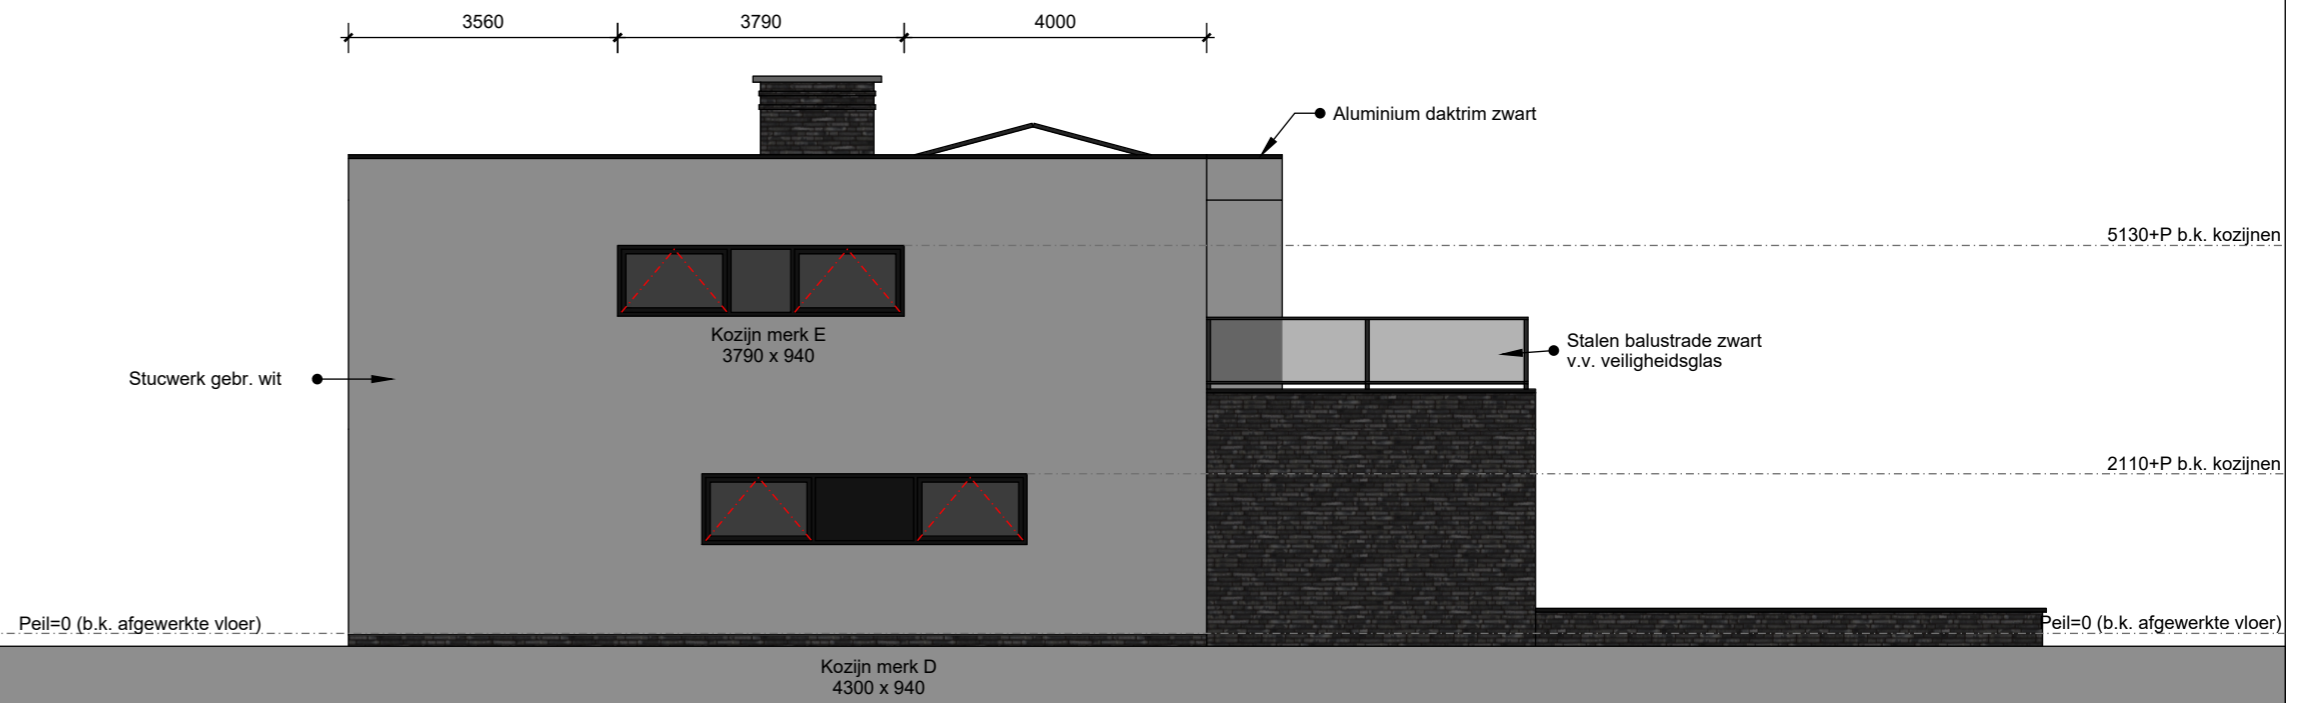 3560 3790 4000
Aluminium daktrim zwart
5130+P b.k. kozijnen
Kozijn merk E
3790 x 940
Stalen balustrade zwart
v.v. veiligheidsglas
Stucwerk gebr. wit
2110+P b.k. kozijnen
Peil=0 (b.k. afgewerkte vloer)
Peil=0 (b.k. afgewerkte vloer)
Kozijn merk D
4300 x 940